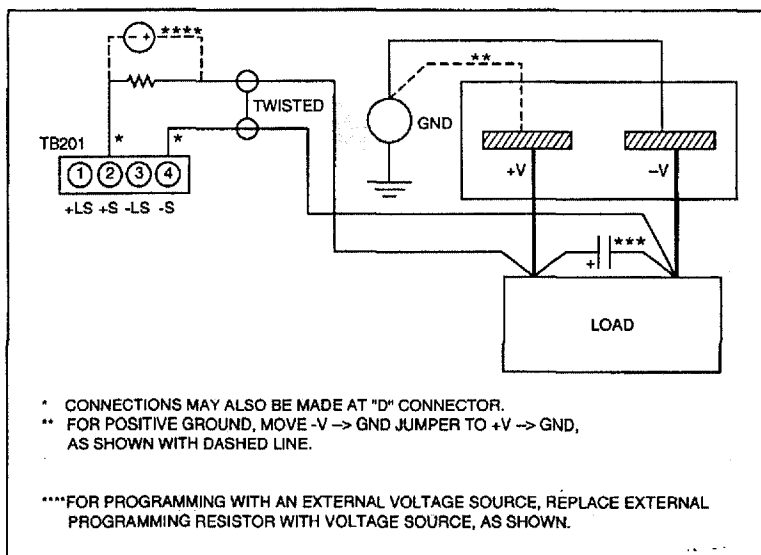 - + ****
**
TWISTED
GND
TB201
* *
1 2 3 4
+LS +S -LS -S
+V -V
***
+
LOAD
* CONNECTIONS MAY ALSO BE MADE AT "D" CONNECTOR.
** FOR POSITIVE GROUND, MOVE -V --> GND JUMPER TO +V --> GND,
AS SHOWN WITH DASHED LINE.
****FOR PROGRAMMING WITH AN EXTERNAL VOLTAGE SOURCE, REPLACE EXTERNAL
PROGRAMMING RESISTOR WITH VOLTAGE SOURCE, AS SHOWN.